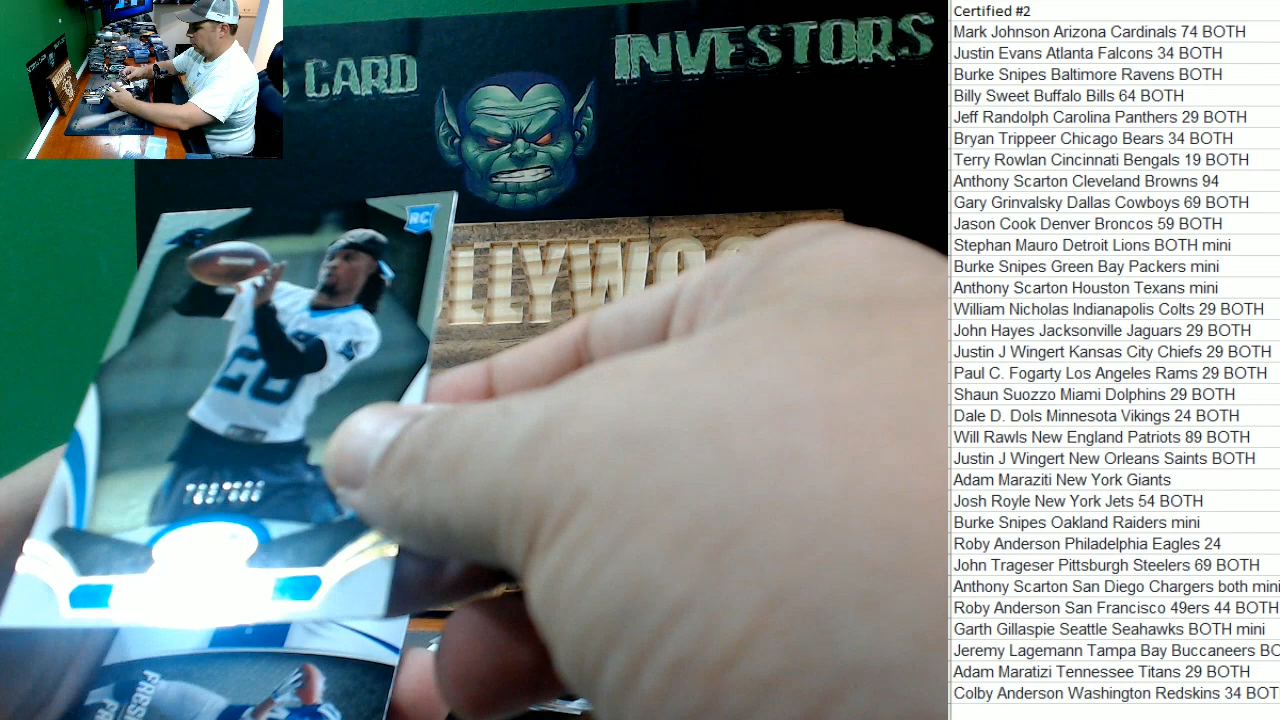 CARD
INVESTORS
LLYWO
RC
28
Certified #2
Mark Johnson Arizona Cardinals 74 BOTH
Justin Evans Atlanta Falcons 34 BOTH
Burke Snipes Baltimore Ravens BOTH
Billy Sweet Buffalo Bills 64 BOTH
Jeff Randolph Carolina Panthers 29 BOTH
Bryan Trippeer Chicago Bears 34 BOTH
Terry Rowlan Cincinnati Bengals 19 BOTH
Anthony Scarton Cleveland Browns 94
Gary Grinvalsky Dallas Cowboys 69 BOTH
Jason Cook Denver Broncos 59 BOTH
Stephan Mauro Detroit Lions BOTH mini
Burke Snipes Green Bay Packers mini
Anthony Scarton Houston Texans mini
William Nicholas Indianapolis Colts 29 BOTH
John Hayes Jacksonville Jaguars 29 BOTH
Justin J Wingert Kansas City Chiefs 29 BOTH
Paul C. Fogarty Los Angeles Rams 29 BOTH
Shaun Suozzo Miami Dolphins 29 BOTH
Dale D. Dols Minnesota Vikings 24 BOTH
Will Rawls New England Patriots 89 BOTH
Justin J Wingert New Orleans Saints BOTH
Adam Maraziti New York Giants
Josh Royle New York Jets 54 BOTH
Burke Snipes Oakland Raiders mini
Roby Anderson Philadelphia Eagles 24
John Trageser Pittsburgh Steelers 69 BOTH
Anthony Scarton San Diego Chargers both mini
Roby Anderson San Francisco 49ers 44 BOTH
Garth Gillaspie Seattle Seahawks BOTH mini
Jeremy Lagemann Tampa Bay Buccaneers BO
Adam Maratizi Tennessee Titans 29 BOTH
Colby Anderson Washington Redskins 34 BOT